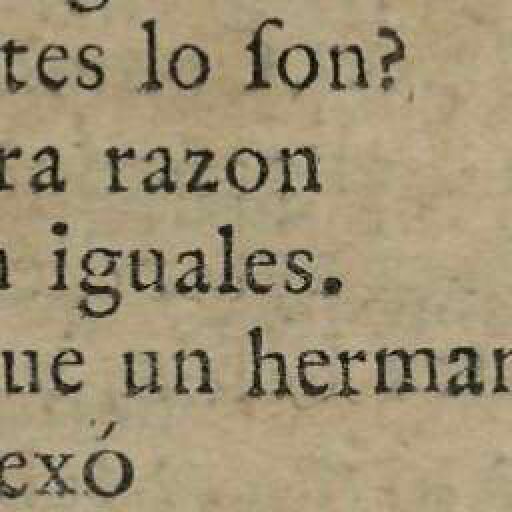 tes lo ſon?
ra razon
n iguales.
ue un herman
exó